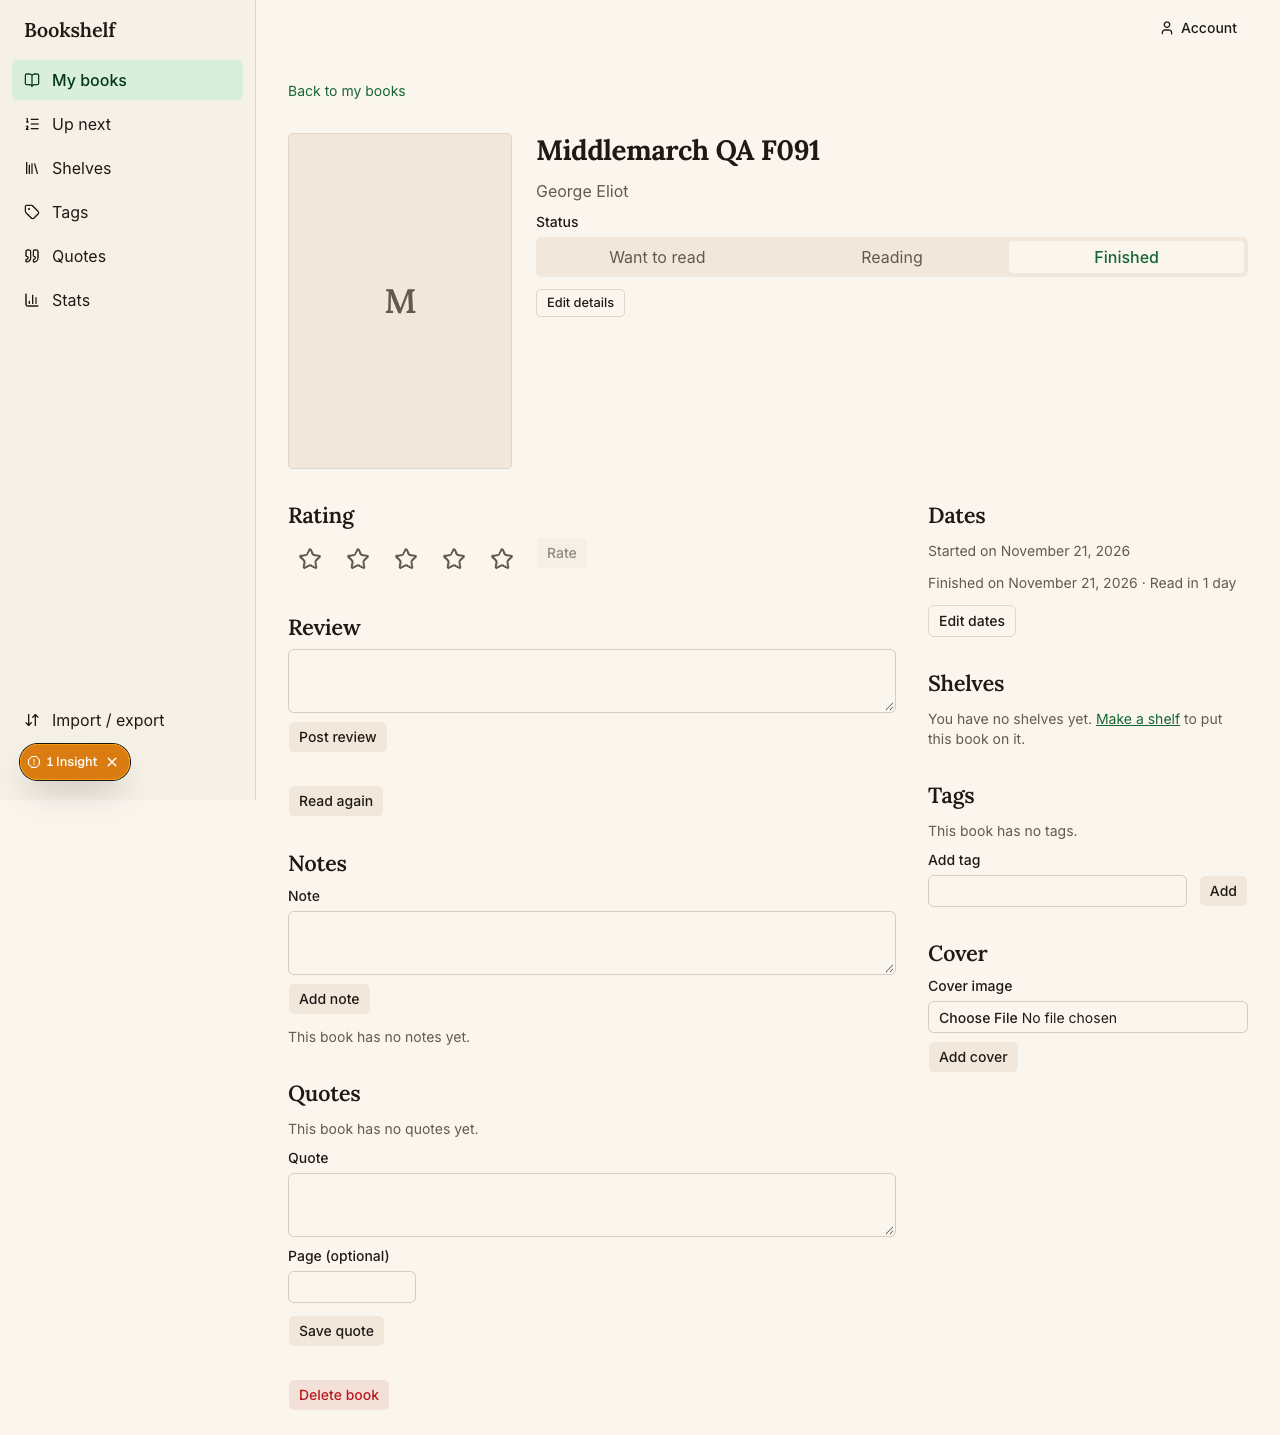 Bookshelf
My books
Up next
Shelves
Tags
Quotes
Stats
Import / export
1 Insight
Account
Back to my books
M
Middlemarch QA F091
George Eliot
Status
Want to read
Reading
Finished
Edit details
Rating
Rate
Review
Post review
Read again
Notes
Note
Add note
This book has no notes yet.
Quotes
This book has no quotes yet.
Quote
Page (optional)
Save quote
Delete book
Dates
Started on November 21, 2026
Finished on November 21, 2026 · Read in 1 day
Edit dates
Shelves
You have no shelves yet. Make a shelf to put
this book on it.
Tags
This book has no tags.
Add tag
Add
Cover
Cover image
Choose File No file chosen
Add cover